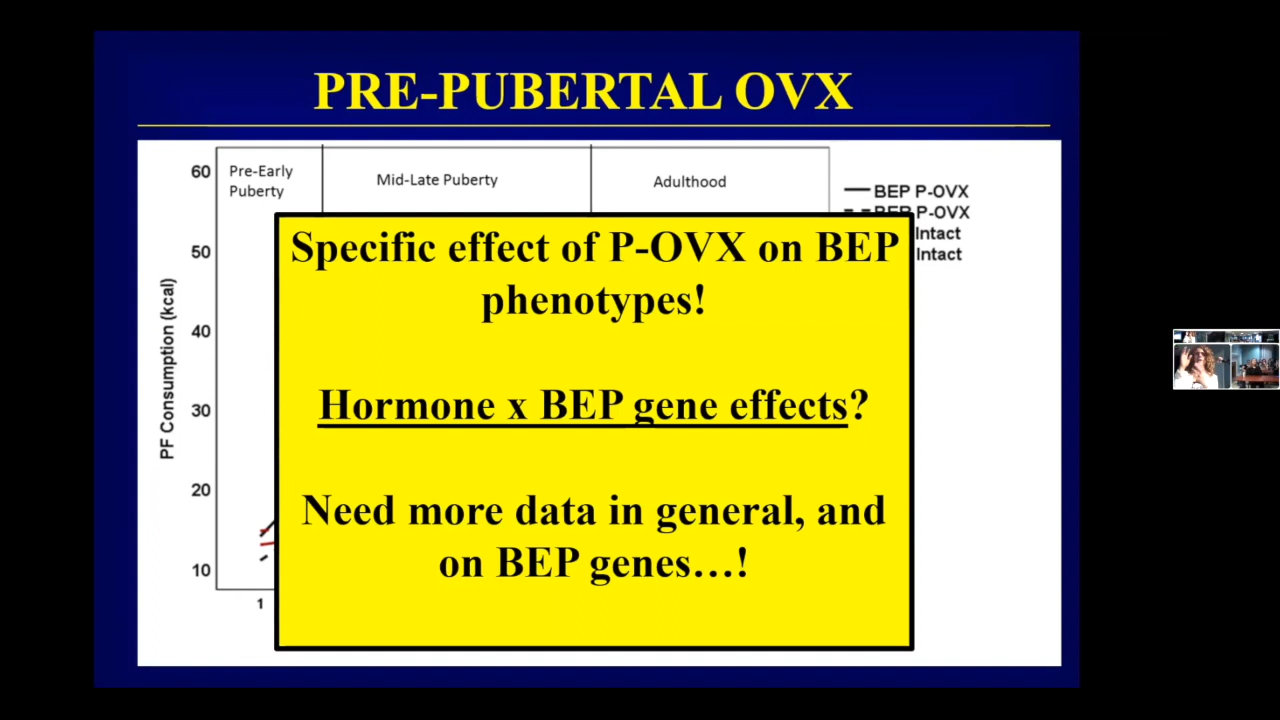 PRE-PUBERTAL OVX
60
50
40
30
20
10
PF Consumption (kcal)
Pre-Early
Puberty
Mid-Late Puberty
Adulthood
BEP P-OVX
BEP P-OVX
Intact
Intact
1
Specific effect of P-OVX on BEP
phenotypes!
Hormone x BEP gene effects?
Need more data in general, and
on BEP genes…!